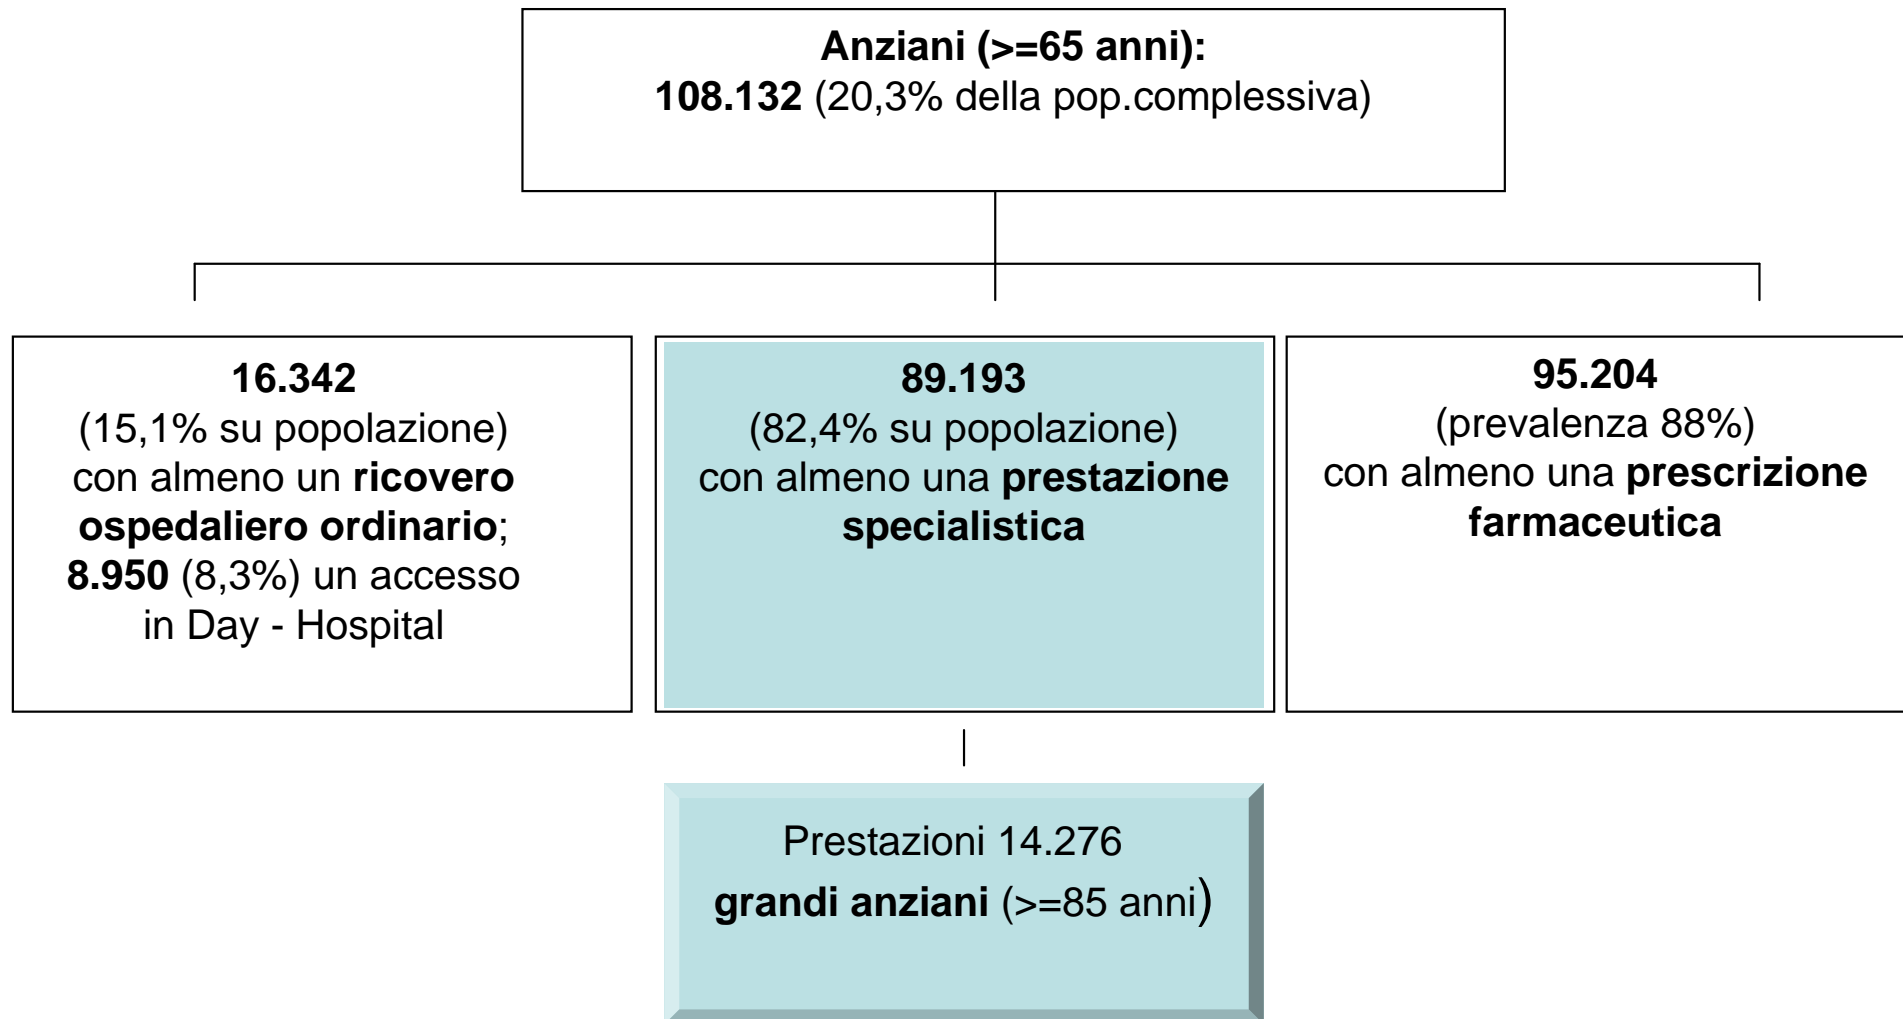 Anziani (>=65 anni):
108.132 (20,3% della pop.complessiva)
16.342
(15,1% su popolazione)
con almeno un ricovero
ospedaliero ordinario;
8.950 (8,3%) un accesso
in Day - Hospital
89.193
(82,4% su popolazione)
con almeno una prestazione
specialistica
95.204
(prevalenza 88%)
con almeno una prescrizione
farmaceutica
Prestazioni 14.276
grandi anziani (>=85 anni)